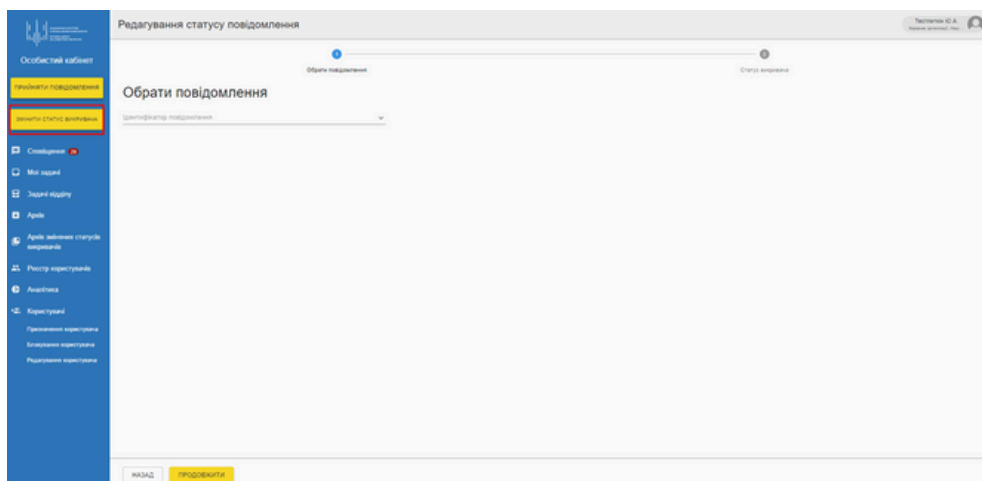 Редагування статусу повідомлення
Особистий кабінет
ПРИЙНЯТИ ПОВІДОМЛЕННЯ
ЗМІНИТИ СТАТУС ВИКРИВАЧА
Сповіщення
Мої задачі
Задачі відділу
Архів
Архів змінених статусів
викривачів
Реєстр користувачів
Аналітика
Користувачі
Призначення користувача
Блокування користувача
Редагування користувача
1
Обрати повідомлення
2
Статус викривача
Обрати повідомлення
Ідентифікатор повідомлення
НАЗАД
ПРОДОВЖИТИ